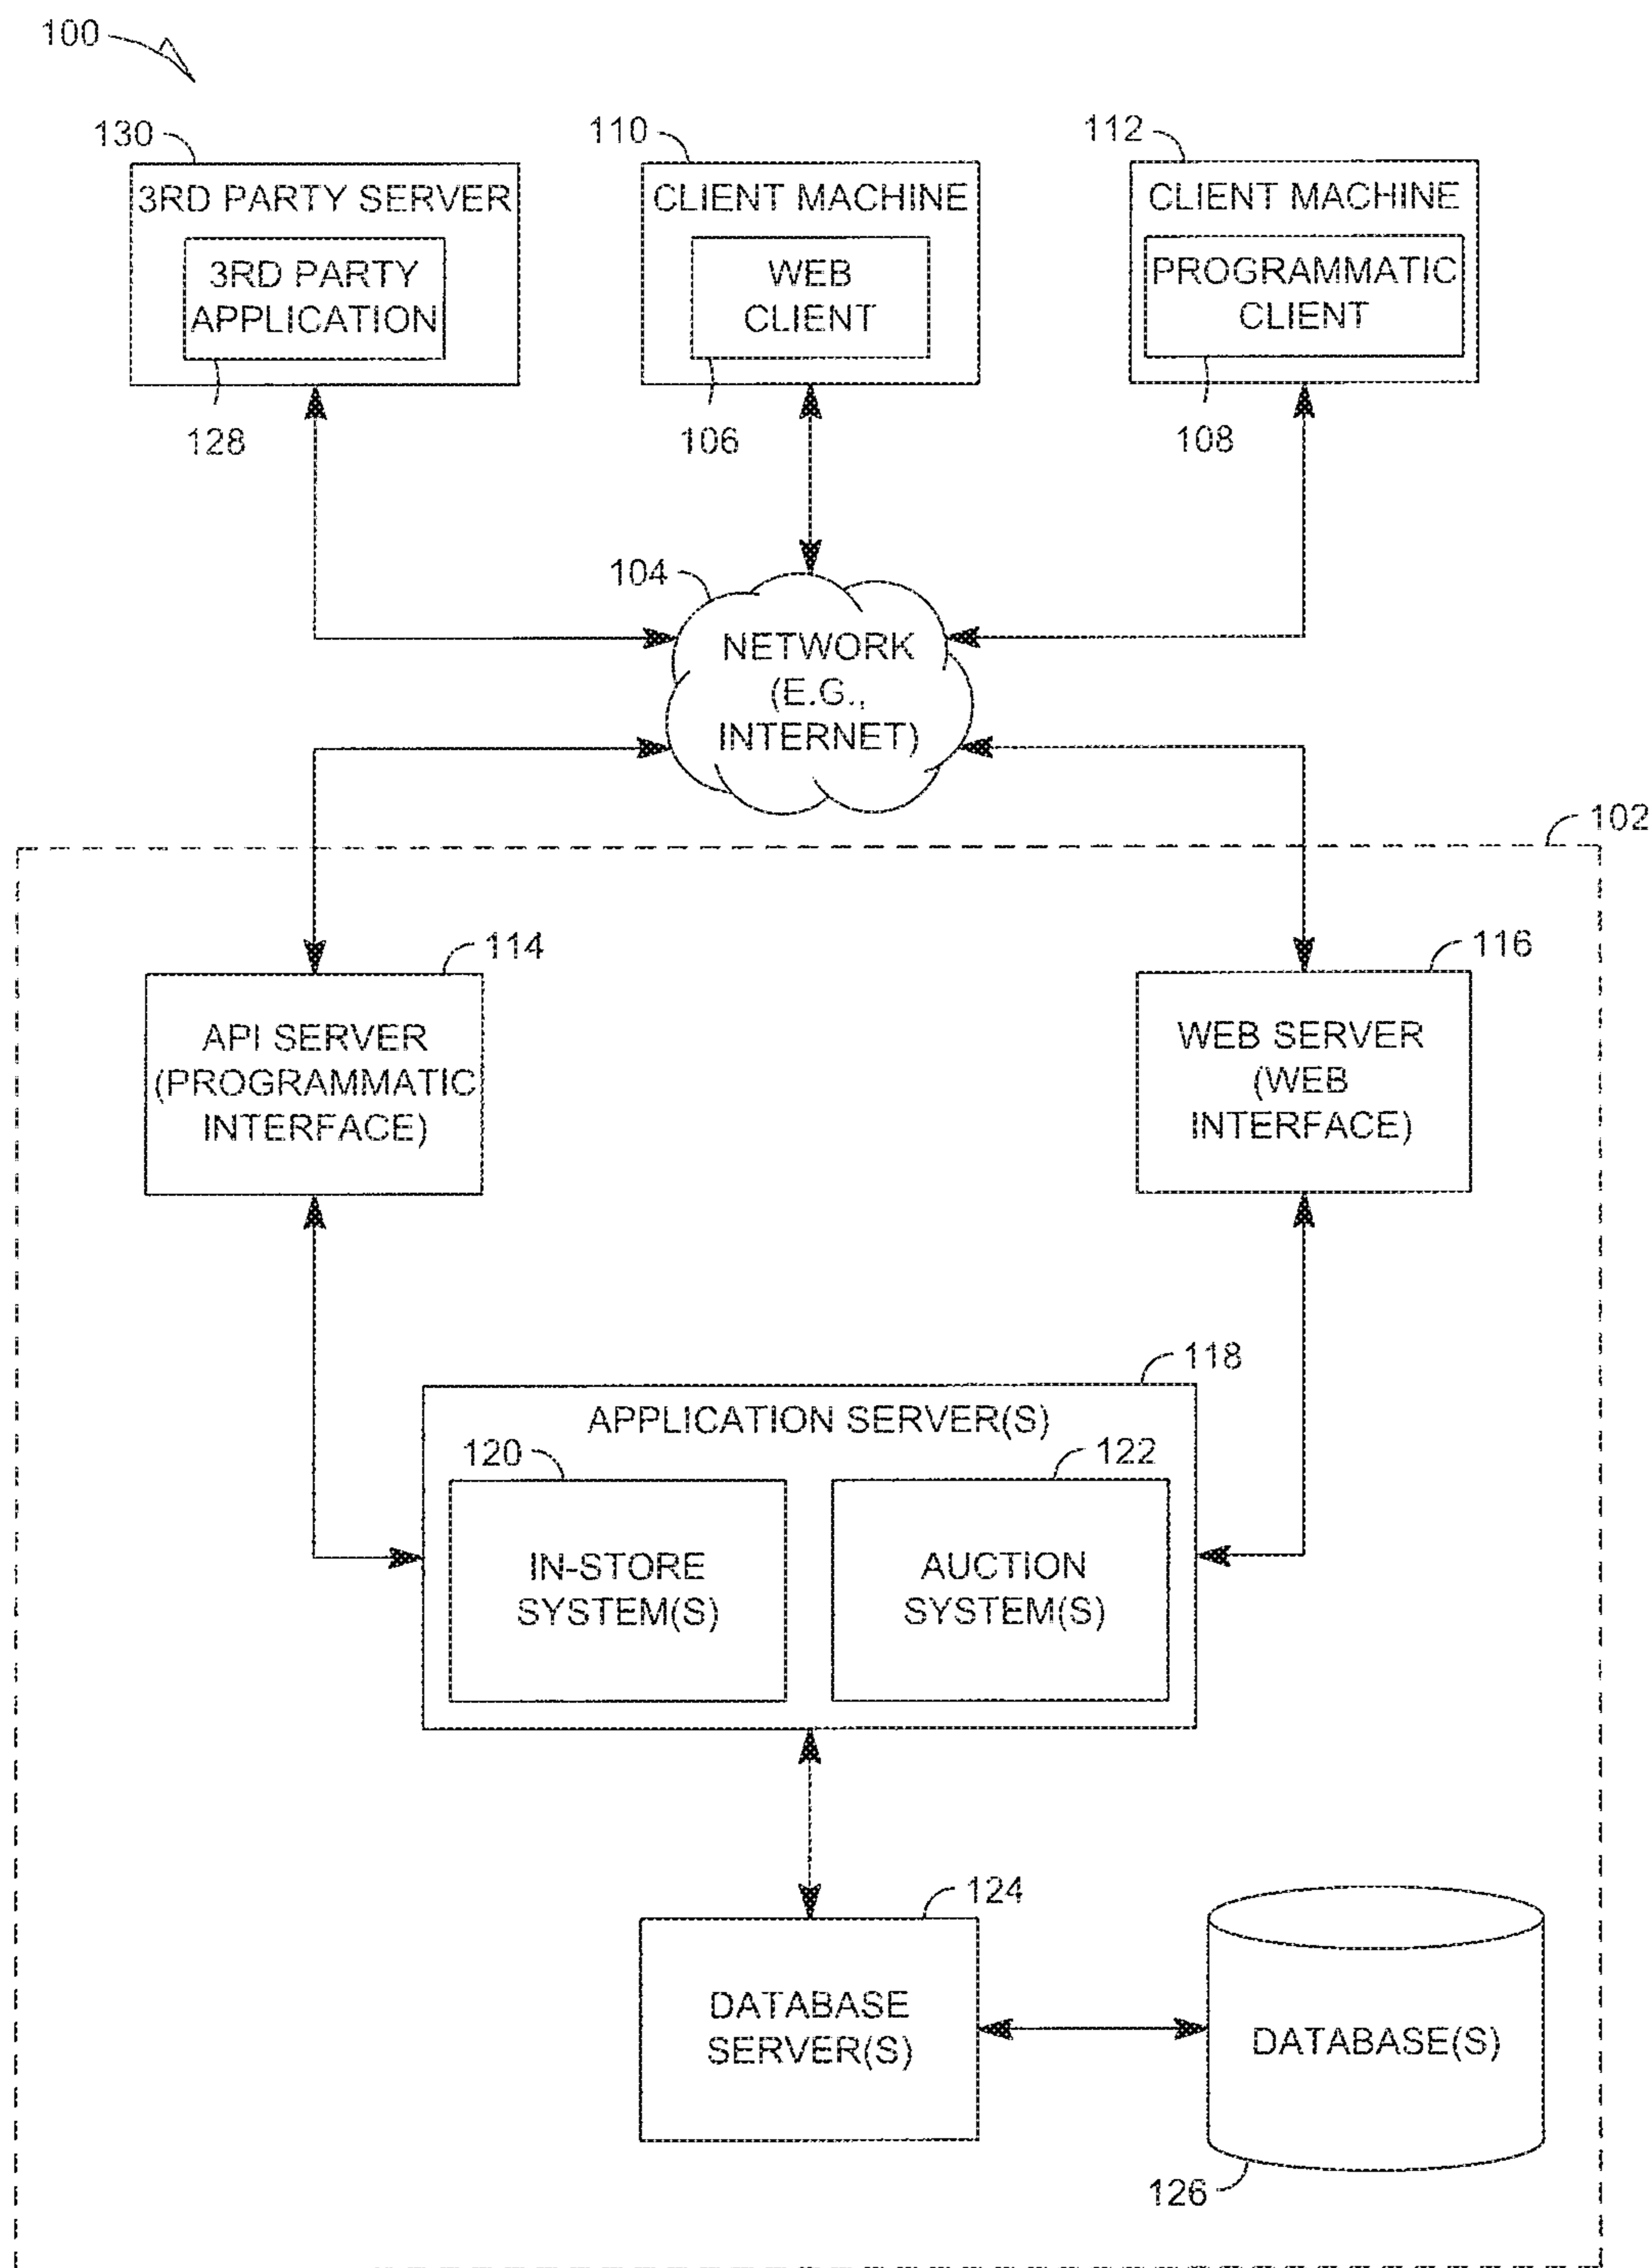 100
130
110
112
3RD PARTY SERVER
3RD PARTY
APPLICATION
128
CLIENT MACHINE
WEB
CLIENT
106
CLIENT MACHINE
PROGRAMMATIC
CLIENT
108
104
NETWORK
(E.G.,
INTERNET)
102
114
API SERVER
(PROGRAMMATIC
INTERFACE)
116
WEB SERVER
(WEB
INTERFACE)
118
APPLICATION SERVER(S)
120
IN-STORE
SYSTEM(S)
122
AUCTION
SYSTEM(S)
124
DATABASE
SERVER(S)
DATABASE(S)
126